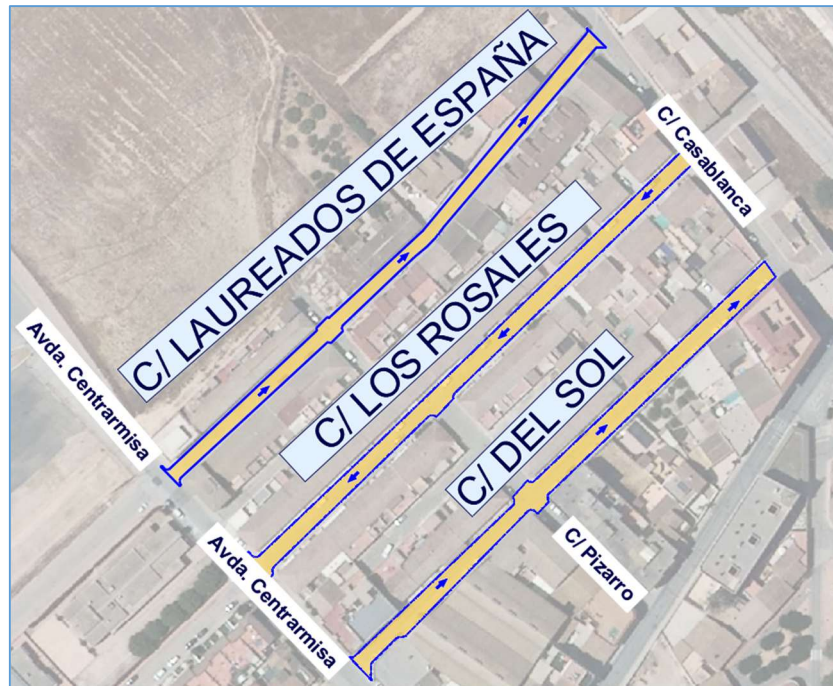 C/ LAUREADOS DE ESPAÑA
C/ Casablanca
C/ LOS ROSALES
Avda. Centrarmisa
C/ DEL SOL
Avda. Centrarmisa
C/ Pizarro